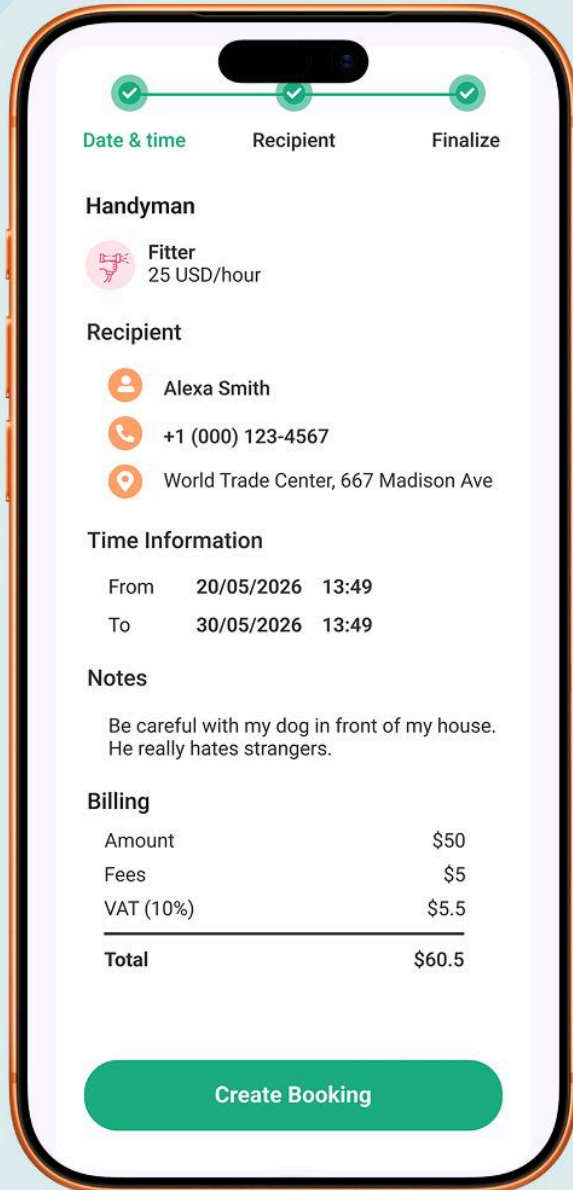 Date & time Recipient Finalize
Handyman
Fitter
25 USD/hour
Recipient
Alexa Smith
+1 (000) 123-4567
World Trade Center, 667 Madison Ave
Time Information
From 20/05/2026 13:49
To 30/05/2026 13:49
Notes
Be careful with my dog in front of my house.
He really hates strangers.
Billing
Amount $50
Fees $5
VAT (10%) $5.5
Total $60.5
Create Booking